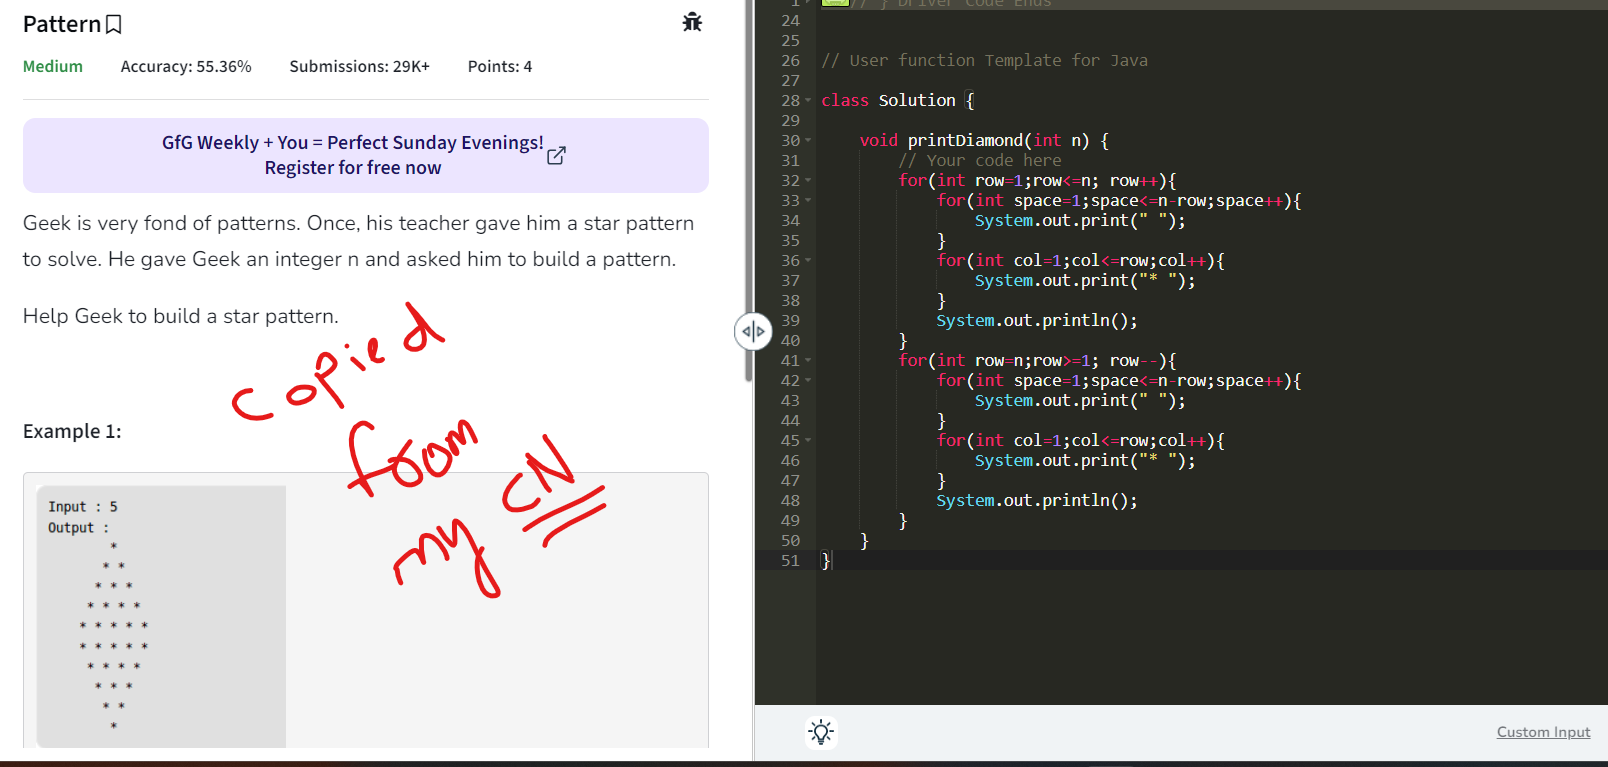 Pattern
Medium Accuracy: 55.36% Submissions: 29K+ Points: 4
GfG Weekly + You = Perfect Sunday Evenings!
Register for free now
Geek is very fond of patterns. Once, his teacher gave him a star pattern
to solve. He gave Geek an integer n and asked him to build a pattern.
Help Geek to build a star pattern.
copied
from
my CN
Example 1:
Input : 5
Output :
*
* *
* * *
* * * *
* * * * *
* * * * *
* * * *
* * *
* *
*
1 // } Driver Code Ends
24
25
26 // User function Template for Java
27
28 class Solution {
29
30     void printDiamond(int n) {
31         // Your code here
32         for(int row=1;row<=n; row++){
33             for(int space=1;space<=n-row;space++){
34                 System.out.print(" ");
35             }
36             for(int col=1;col<=row;col++){
37                 System.out.print("* ");
38             }
39             System.out.println();
40         }
41         for(int row=n;row>=1; row--){
42             for(int space=1;space<=n-row;space++){
43                 System.out.print(" ");
44             }
45             for(int col=1;col<=row;col++){
46                 System.out.print("* ");
47             }
48             System.out.println();
49         }
50     }
51 }
Custom Input